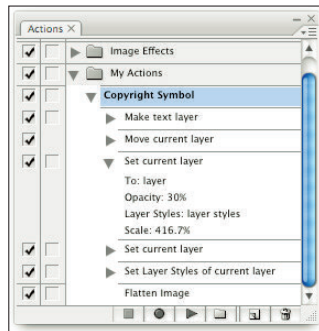 Actions ×
Image Effects
My Actions
Copyright Symbol
Make text layer
Move current layer
Set current layer
To: layer
Opacity: 30%
Layer Styles: layer styles
Scale: 416.7%
Set current layer
Set Layer Styles of current layer
Flatten Image